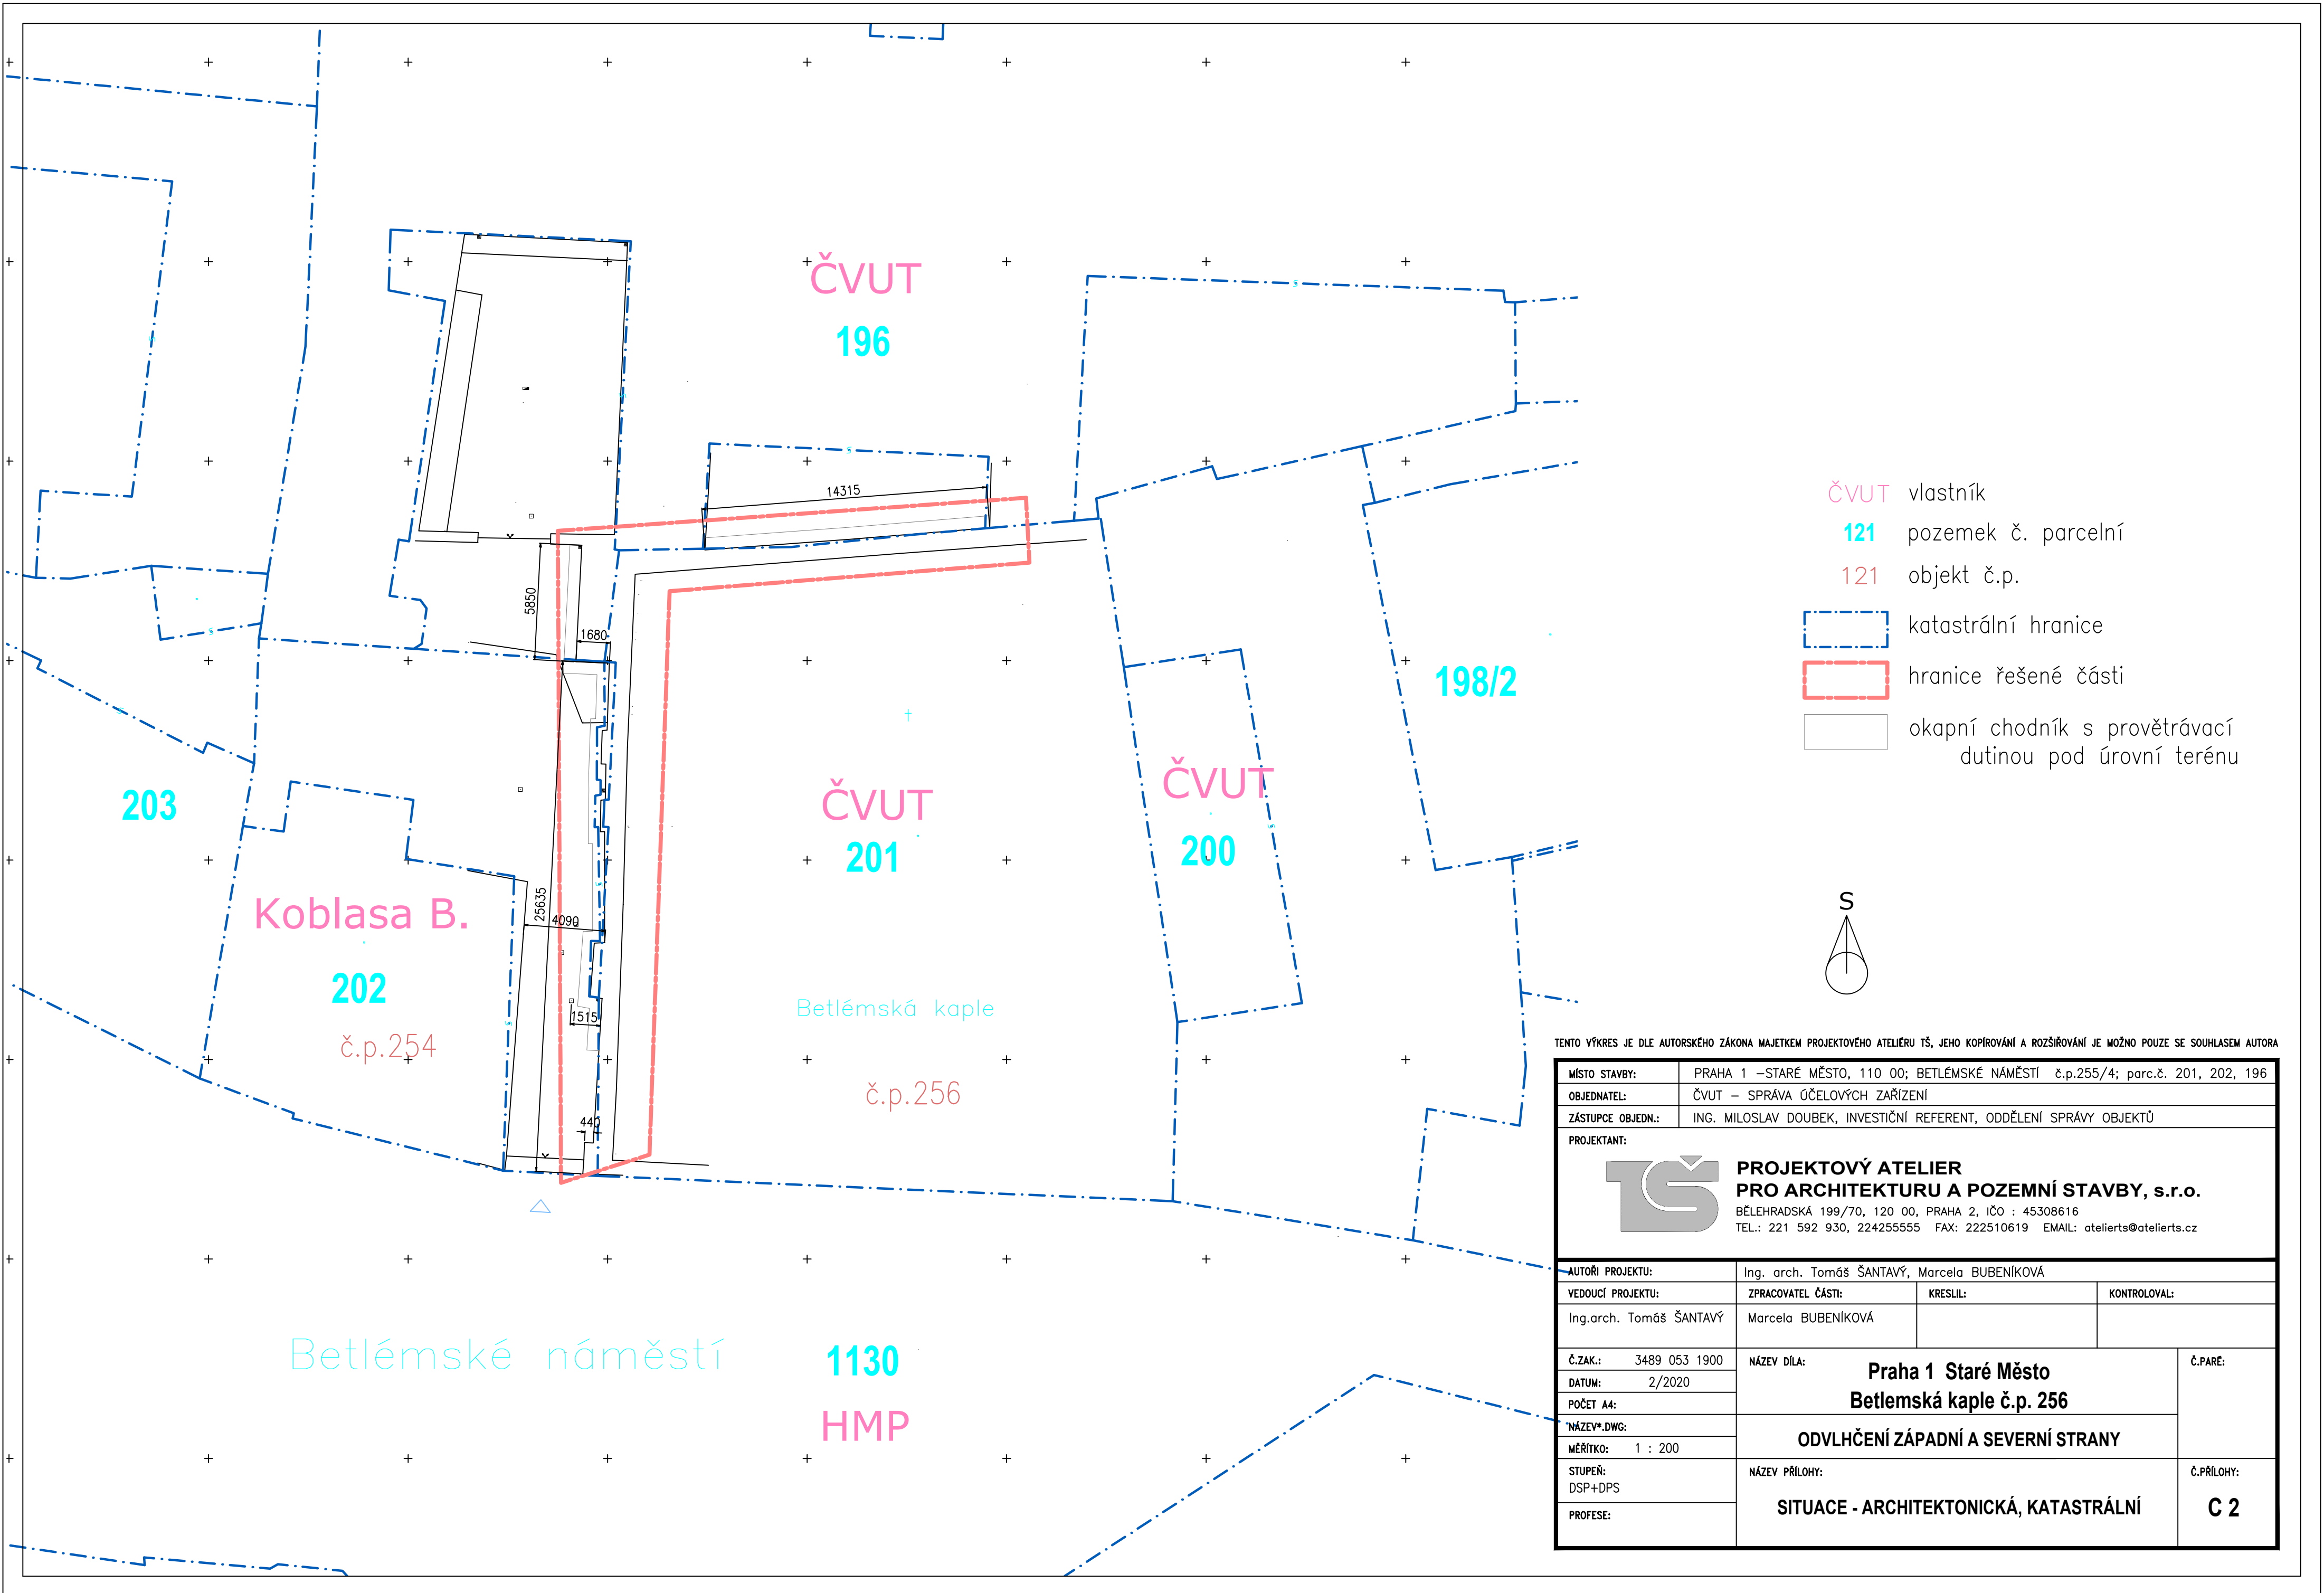 ČVUT
196
14315
5850
1680
198/2
203
ČVUT
201
ČVUT
200
25635
4090
Koblasa B.
202
č.p.254
1515
Betlémská kaple
č.p.256
440
Betlémské náměstí
1130
HMP
ČVUT vlastník
121 pozemek č. parcelní
121 objekt č.p.
katastrální hranice
hranice řešené části
okapní chodník s provětrávací
dutinou pod úrovní terénu
S
TENTO VÝKRES JE DLE AUTORSKÉHO ZÁKONA MAJETKEM PROJEKTOVÉHO ATELIÉRU TŠ, JEHO KOPÍROVÁNÍ A ROZŠIŘOVÁNÍ JE MOŽNO POUZE SE SOUHLASEM AUTORA
MÍSTO STAVBY: PRAHA 1 –STARÉ MĚSTO, 110 00; BETLÉMSKÉ NÁMĚSTÍ č.p.255/4; parc.č. 201, 202, 196
OBJEDNATEL: ČVUT – SPRÁVA ÚČELOVÝCH ZAŘÍZENÍ
ZÁSTUPCE OBJEDN.: ING. MILOSLAV DOUBEK, INVESTIČNÍ REFERENT, ODDĚLENÍ SPRÁVY OBJEKTŮ
PROJEKTANT:
TŠ
PROJEKTOVÝ ATELIER
PRO ARCHITEKTURU A POZEMNÍ STAVBY, s.r.o.
BĚLEHRADSKÁ 199/70, 120 00, PRAHA 2, IČO : 45308616
TEL.: 221 592 930, 224255555 FAX: 222510619 EMAIL: atelierts@atelierts.cz
AUTOŘI PROJEKTU: Ing. arch. Tomáš ŠANTAVÝ, Marcela BUBENÍKOVÁ
VEDOUCÍ PROJEKTU: ZPRACOVATEL ČÁSTI: KRESLIL: KONTROLOVAL:
Ing.arch. Tomáš ŠANTAVÝ Marcela BUBENÍKOVÁ
Č.ZAK.: 3489 053 1900
DATUM: 2/2020
POČET A4:
NÁZEV*.DWG:
MĚŘÍTKO: 1 : 200
STUPEŇ:
DSP+DPS
PROFESE:
NÁZEV DÍLA:
Praha 1 Staré Město
Betlemská kaple č.p. 256
ODVLHČENÍ ZÁPADNÍ A SEVERNÍ STRANY
NÁZEV PŘÍLOHY:
SITUACE - ARCHITEKTONICKÁ, KATASTRÁLNÍ
Č.PARÉ:
Č.PŘÍLOHY:
C 2